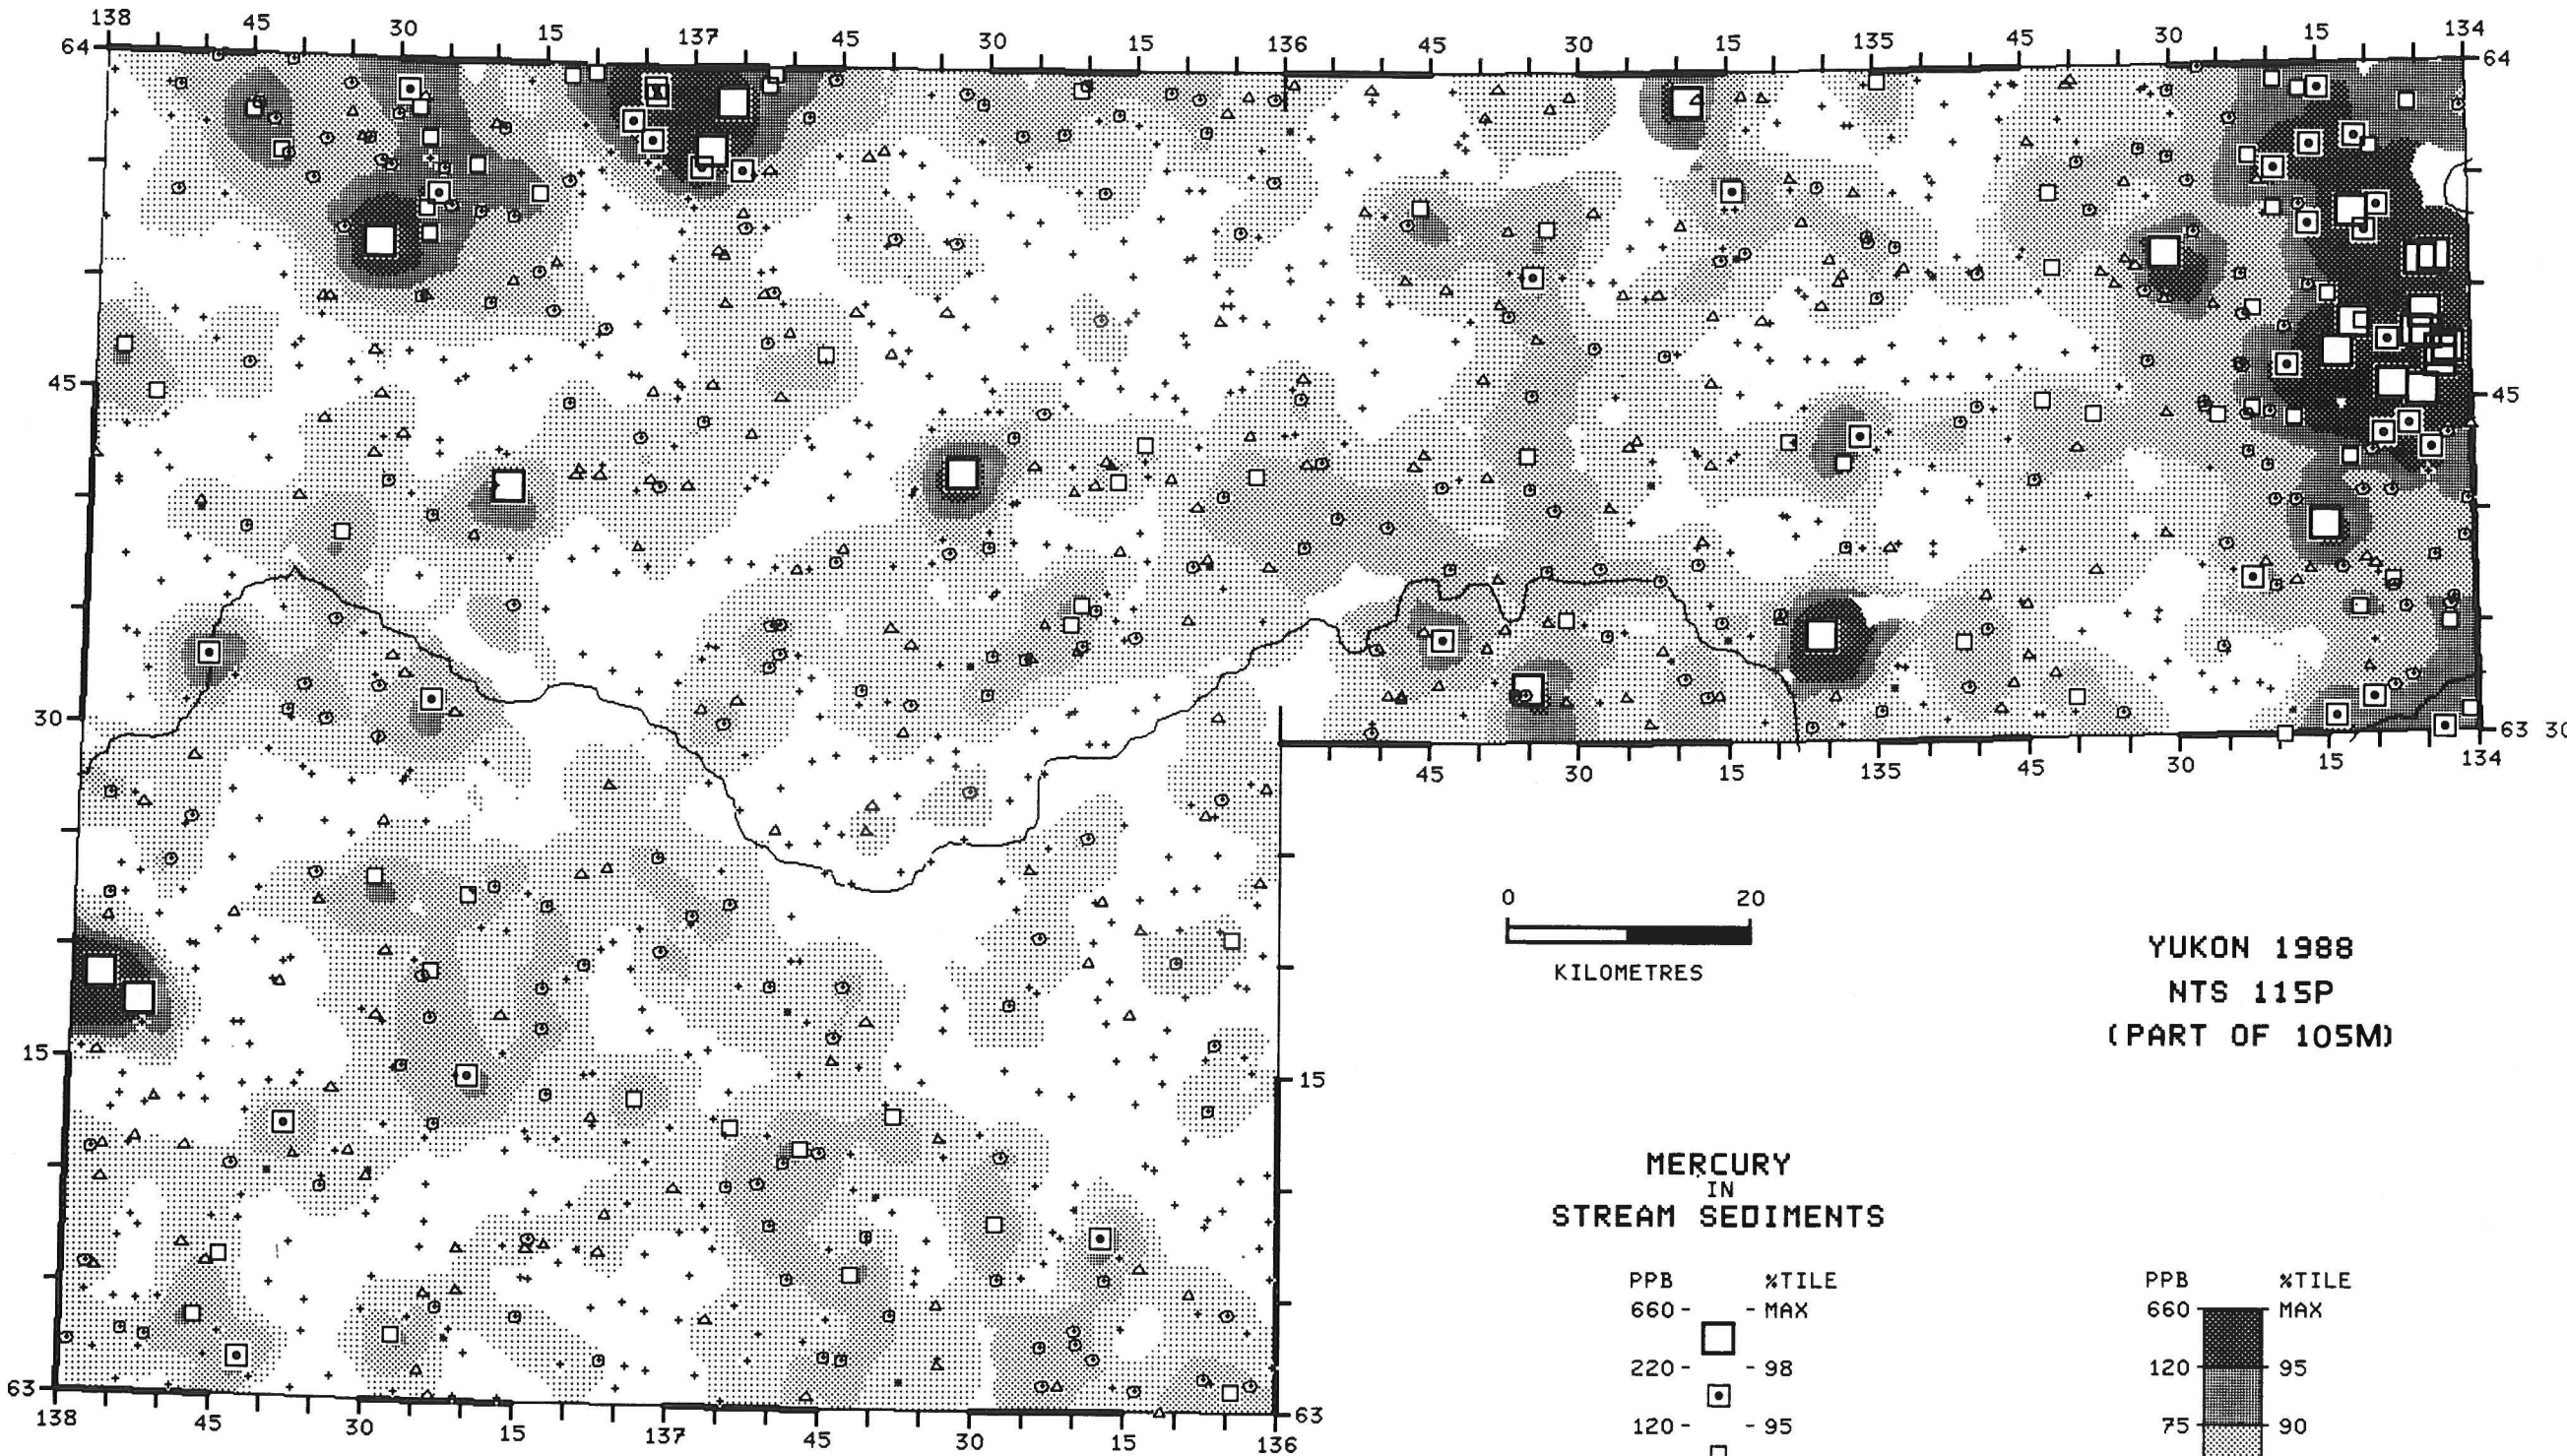 138 45 30 15 137 45 30 15 136 45 30 15 135 45 30 15 134
64 64
45 45
30 63 30
45 30 15 135 45 30 15 134
0 20
KILOMETRES
YUKON 1988
NTS 115P
(PART OF 105M)
15 15
MERCURY
IN
STREAM SEDIMENTS
PPB %TILE PPB %TILE
660 - - MAX 660 MAX
220 - - 98 120 95
120 - - 95 75 90
63 63
138 45 30 15 137 45 30 15 136